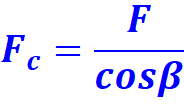 F_c = F / cosβ